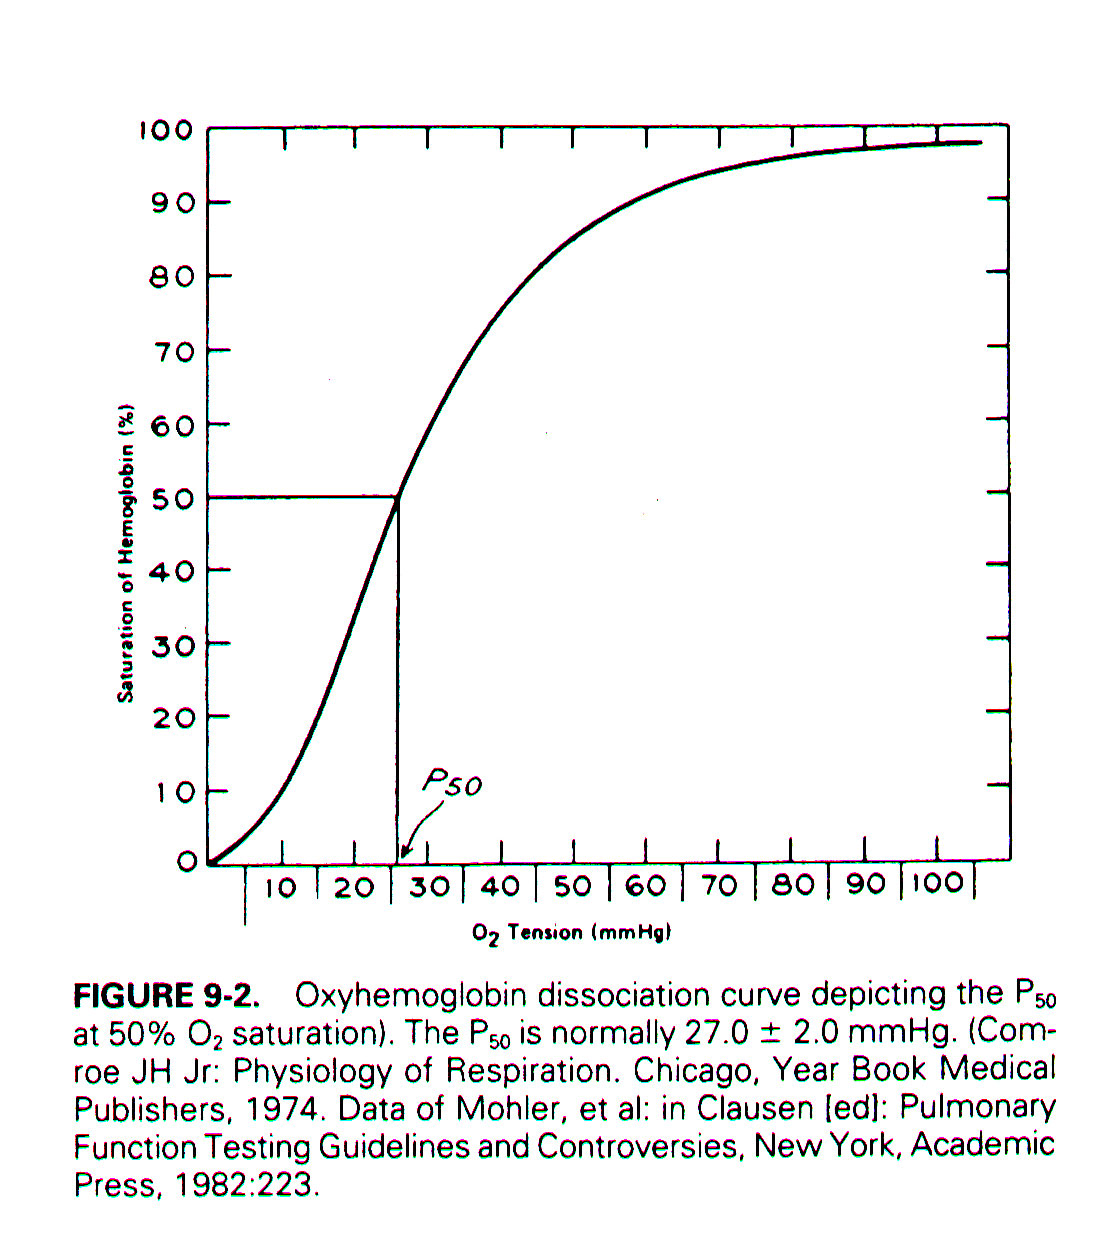 100
90
80
70
60
50
40
30
20
10
0
Saturation of Hemoglobin (%)
P50
10 20 30 40 50 60 70 80 90 100
O2 Tension (mmHg)
FIGURE 9-2. Oxyhemoglobin dissociation curve depicting the P50
at 50% O2 saturation). The P50 is normally 27.0 ± 2.0 mmHg. (Com-
roe JH Jr: Physiology of Respiration. Chicago, Year Book Medical
Publishers, 1974. Data of Mohler, et al: in Clausen [ed]: Pulmonary
Function Testing Guidelines and Controversies, New York, Academic
Press, 1982:223.